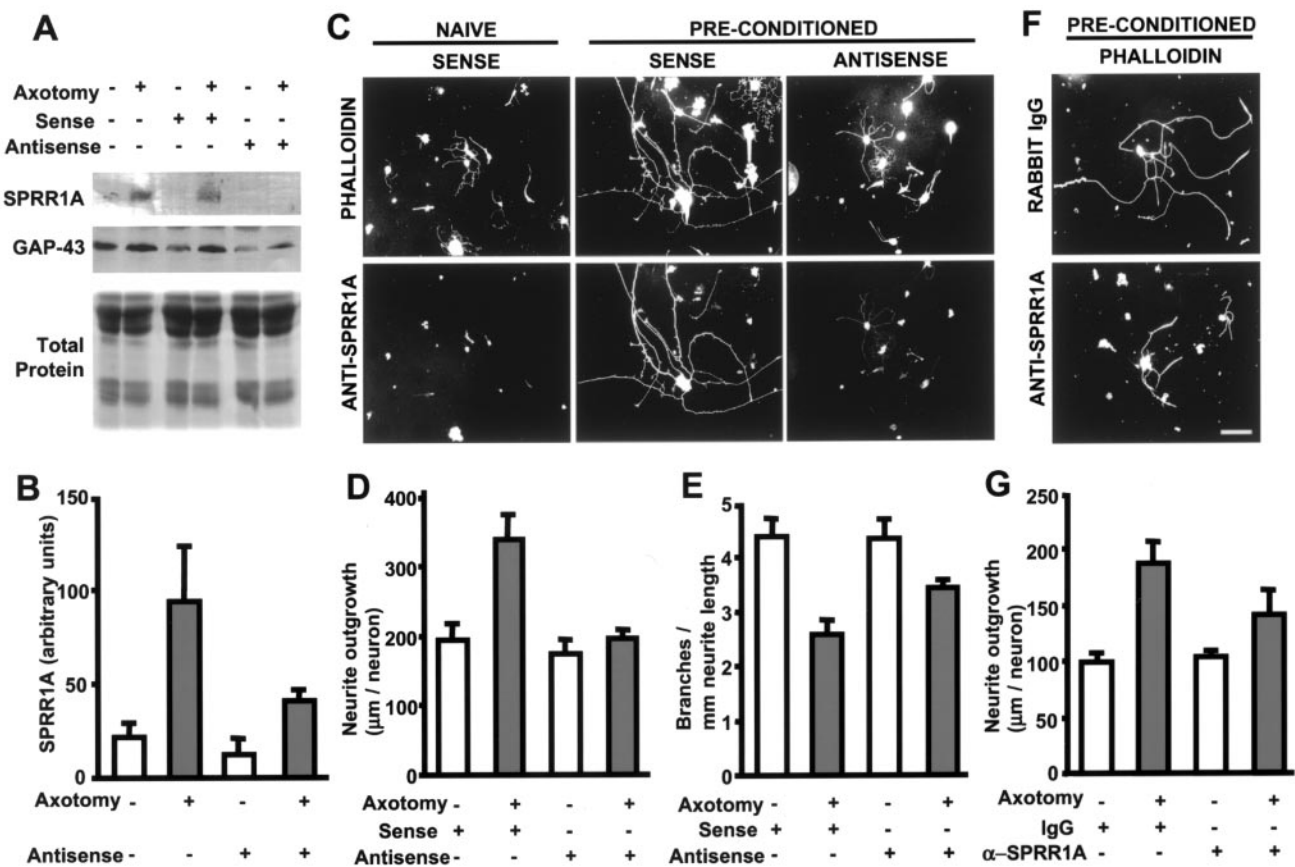 A
Axotomy - + - + - +
Sense - - + + - -
Antisense - - - - + +
SPRR1A
GAP-43
Total
Protein
B
SPRR1A (arbitrary units)
150
100
50
0
Axotomy - + - +
Antisense - - + +
C
NAIVE
PRE-CONDITIONED
SENSE
SENSE
ANTISENSE
PHALLOIDIN
ANTI-SPRR1A
D
Neurite outgrowth
(µm / neuron)
400
300
200
100
0
Axotomy - + - +
Sense + + - -
Antisense - - + +
E
Branches /
mm neurite length
5
4
3
2
1
0
Axotomy - + - +
Sense + + - -
Antisense - - + +
F
PRE-CONDITIONED
PHALLOIDIN
RABBIT IgG
ANTI-SPRR1A
G
Neurite outgrowth
(µm / neuron)
250
200
150
100
50
0
Axotomy - + - +
IgG + + - -
α–SPRR1A - - + +